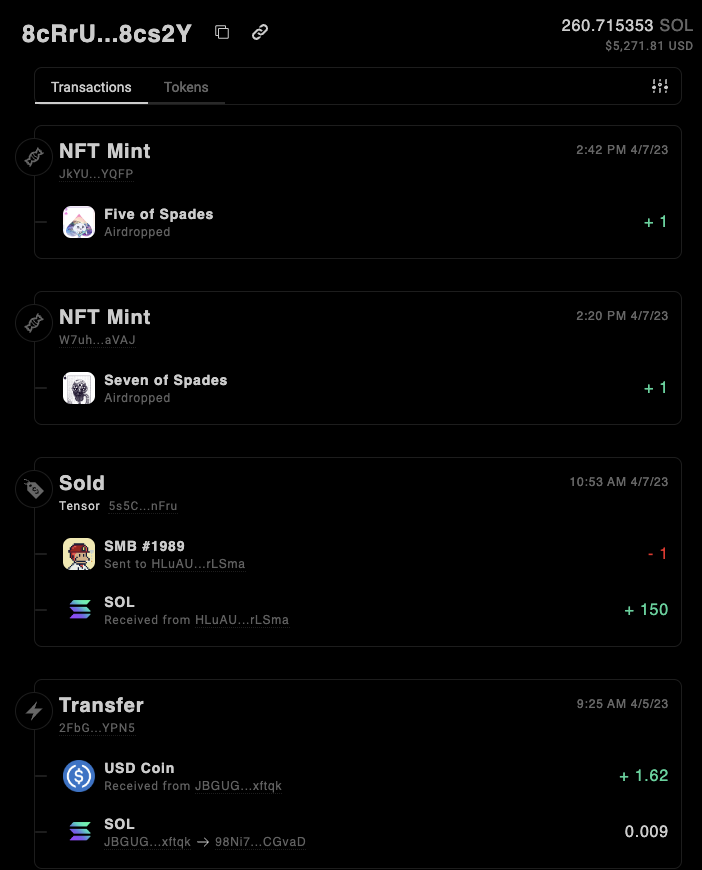 8cRrU...8cs2Y
260.715353 SOL
$5,271.81 USD
Transactions
Tokens
NFT Mint
2:42 PM 4/7/23
JkYU...YQFP
Five of Spades
Airdropped
+ 1
NFT Mint
2:20 PM 4/7/23
W7uh...aVAJ
Seven of Spades
Airdropped
+ 1
Sold
10:53 AM 4/7/23
Tensor 5s5C...nFru
SMB #1989
Sent to HLuAU...rLSma
- 1
SOL
Received from HLuAU...rLSma
+ 150
Transfer
9:25 AM 4/5/23
2FbG...YPN5
USD Coin
Received from JBGUG...xftqk
+ 1.62
SOL
JBGUG...xftqk → 98Ni7...CGvaD
0.009